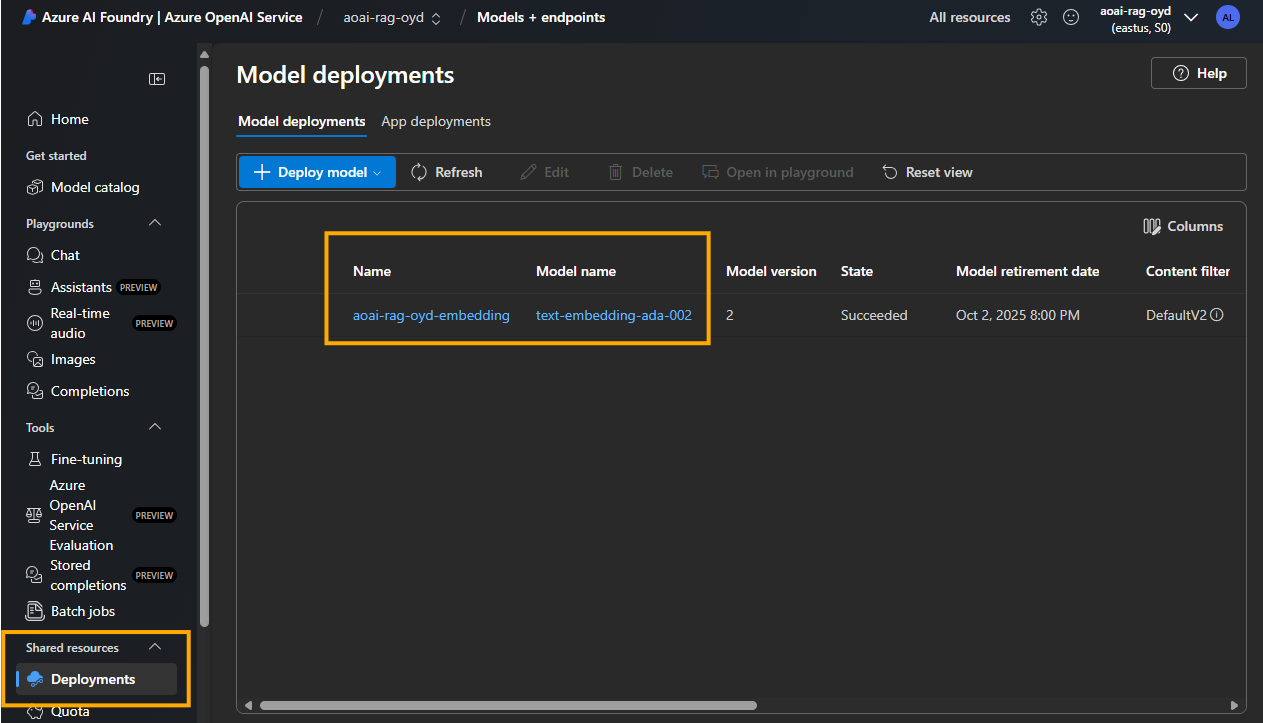 Azure AI Foundry | Azure OpenAI Service / aoai-rag-oyd / Models + endpoints
All resources
aoai-rag-oyd
(eastus, S0)
AL
Home
Get started
Model catalog
Playgrounds
Chat
Assistants PREVIEW
Real-time
audio
PREVIEW
Images
Completions
Tools
Fine-tuning
Azure
OpenAI
Service
Evaluation
PREVIEW
Stored
completions
PREVIEW
Batch jobs
Shared resources
Deployments
Quota
Model deployments
Help
Model deployments App deployments
Deploy model Refresh Edit Delete Open in playground Reset view
Columns
Name Model name Model version State Model retirement date Content filter
aoai-rag-oyd-embedding text-embedding-ada-002 2 Succeeded Oct 2, 2025 8:00 PM DefaultV2